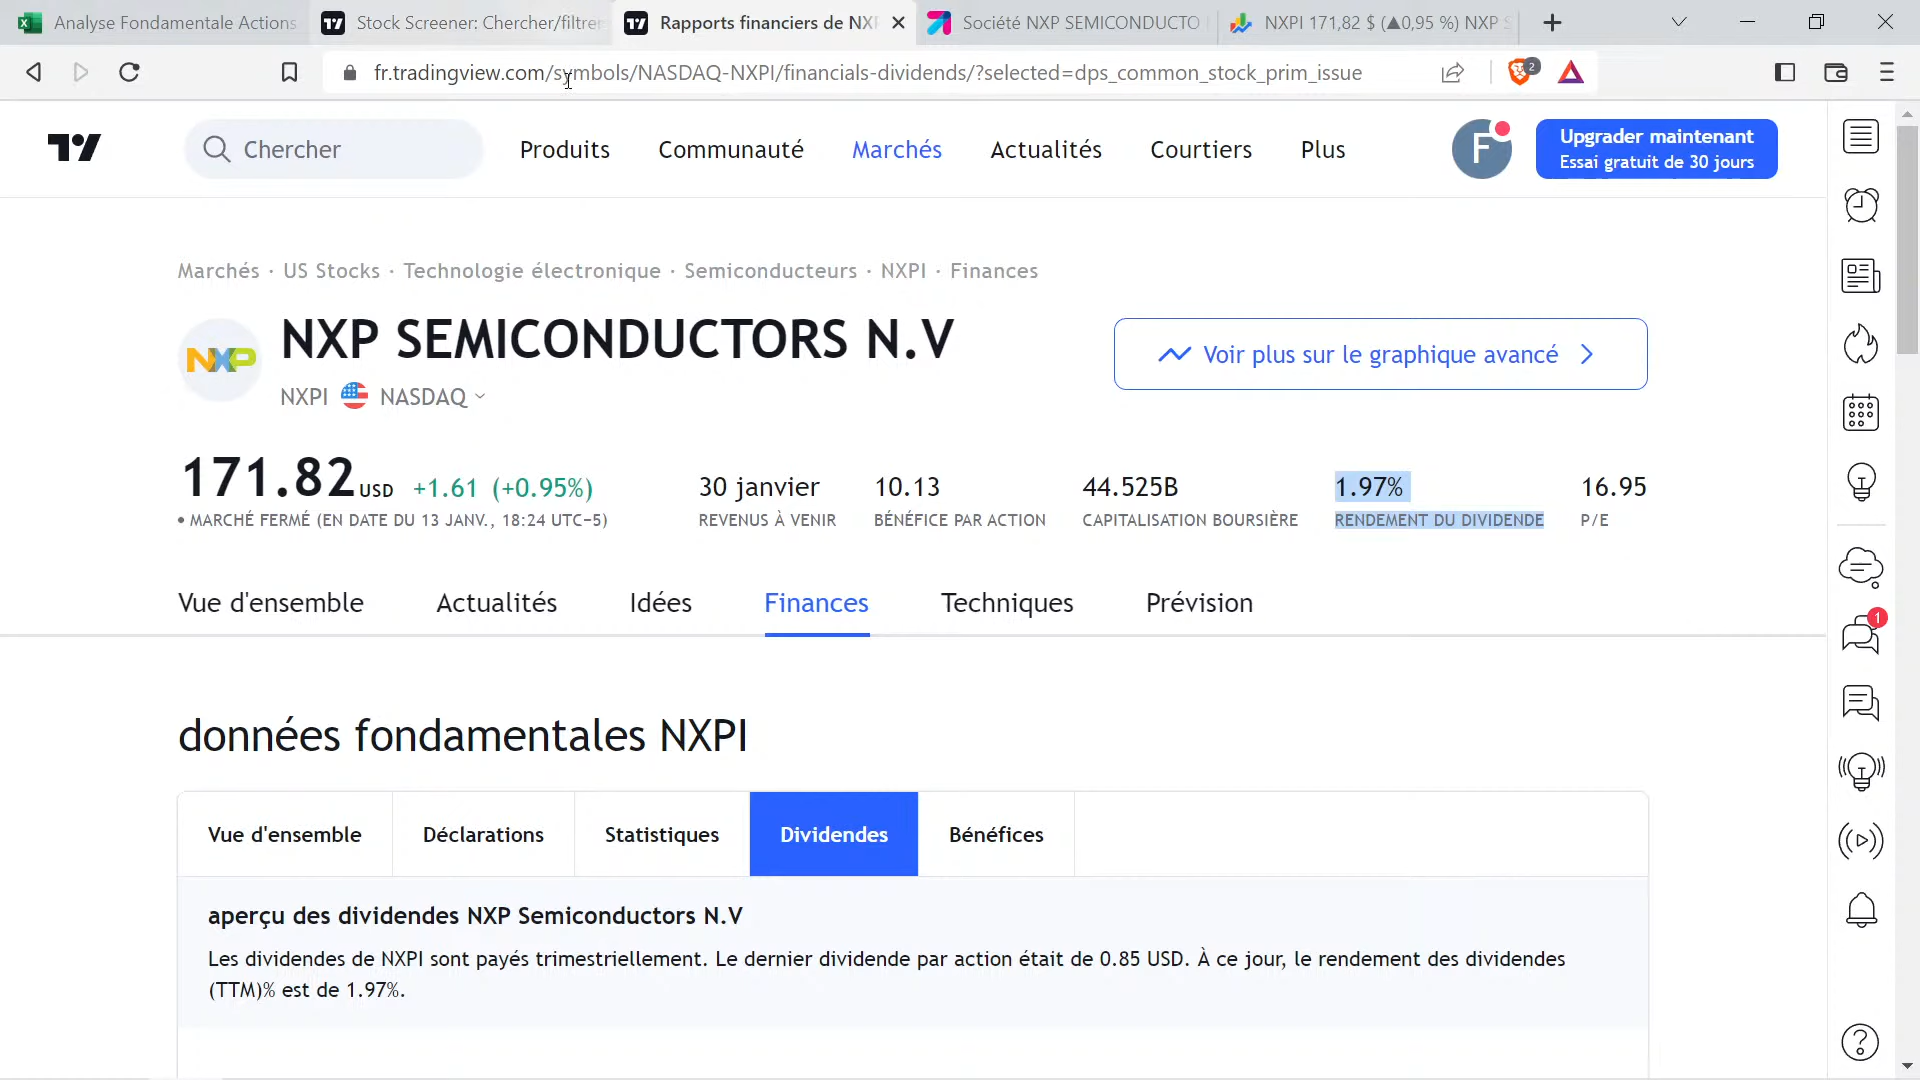 Analyse Fondamentale Actions
Stock Screener: Chercher/filtrer
Rapports financiers de NXP
Société NXP SEMICONDUCTO
NXPI 171,82 $ (▲0,95 %) NXP S
fr.tradingview.com/symbols/NASDAQ-NXPI/financials-dividends/?selected=dps_common_stock_prim_issue
2
Chercher
Produits
Communauté
Marchés
Actualités
Courtiers
Plus
F
Upgrader maintenant
Essai gratuit de 30 jours
Marchés · US Stocks · Technologie électronique · Semiconducteurs · NXPI · Finances
NXP
NXP SEMICONDUCTORS N.V
NXPI NASDAQ
Voir plus sur le graphique avancé
171.82 USD +1.61 (+0.95%)
• MARCHÉ FERMÉ (EN DATE DU 13 JANV., 18:24 UTC−5)
30 janvier
REVENUS À VENIR
10.13
BÉNÉFICE PAR ACTION
44.525B
CAPITALISATION BOURSIÈRE
1.97%
RENDEMENT DU DIVIDENDE
16.95
P/E
1
Vue d'ensemble
Actualités
Idées
Finances
Techniques
Prévision
données fondamentales NXPI
Vue d'ensemble
Déclarations
Statistiques
Dividendes
Bénéfices
aperçu des dividendes NXP Semiconductors N.V
Les dividendes de NXPI sont payés trimestriellement. Le dernier dividende par action était de 0.85 USD. À ce jour, le rendement des dividendes
(TTM)% est de 1.97%.